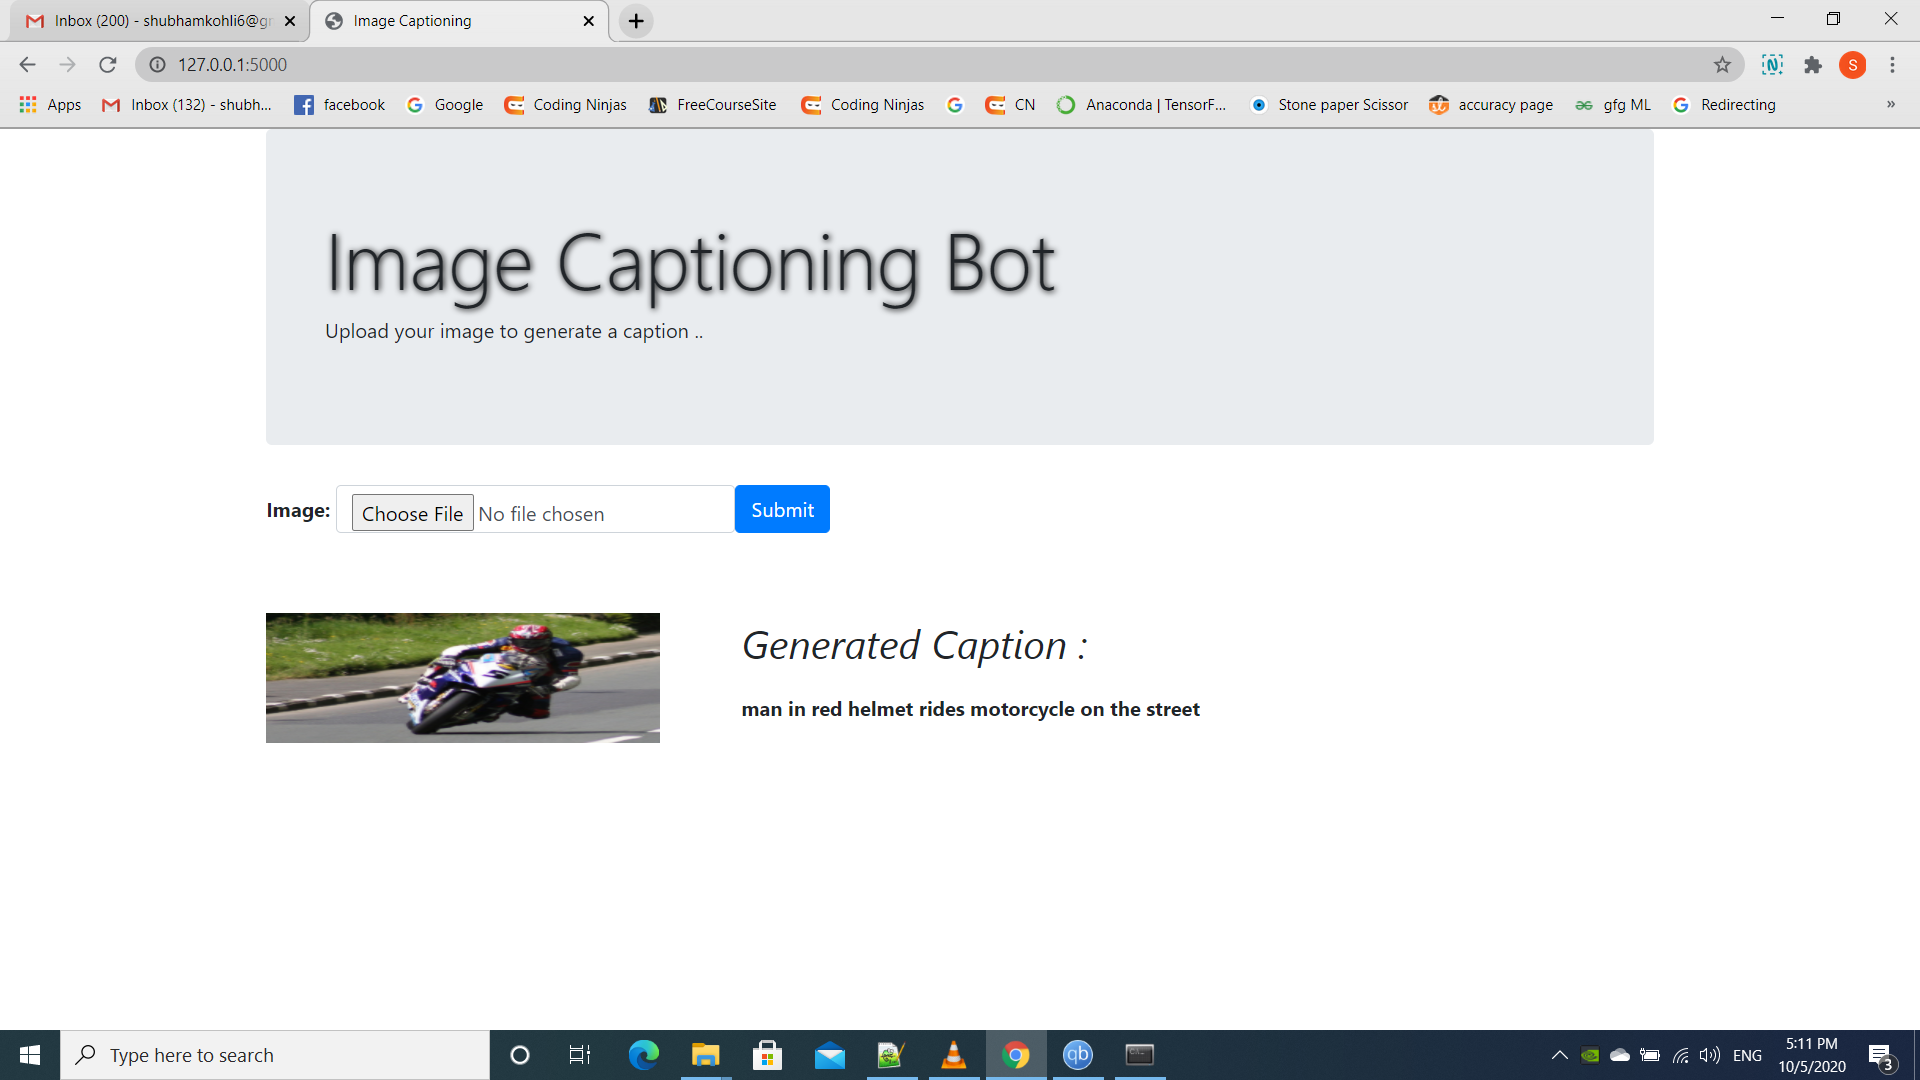 Inbox (200) - shubhamkohli6@gr
Image Captioning
127.0.0.1:5000
S
Apps
Inbox (132) - shubh...
facebook
Google
Coding Ninjas
FreeCourseSite
Coding Ninjas
CN
Anaconda | TensorF...
Stone paper Scissor
accuracy page
gfg ML
Redirecting
»
Image Captioning Bot
Upload your image to generate a caption ..
Image: Choose File No file chosen Submit
Generated Caption :
man in red helmet rides motorcycle on the street
Type here to search
qb
ENG
5:11 PM
10/5/2020
3